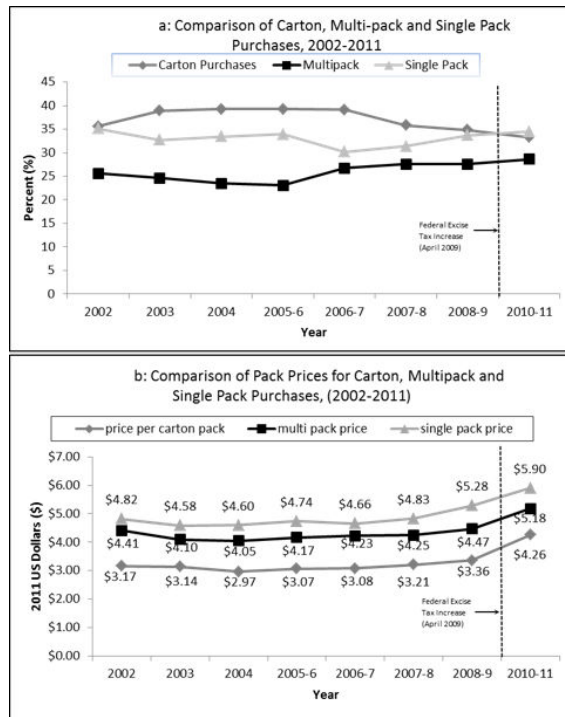 a: Comparison of Carton, Multi-pack and Single Pack
Purchases, 2002-2011
Carton Purchases Multipack Single Pack
45
40
35
30
25
20
15
10
5
0
Percent (%)
Federal Excise
Tax Increase
(April 2009)
2002 2003 2004 2005-6 2006-7 2007-8 2008-9 2010-11
Year
b: Comparison of Pack Prices for Carton, Multipack and
Single Pack Purchases, (2002-2011)
price per carton pack multi pack price single pack price
$7.00
$6.00
$5.00
$4.00
$3.00
$2.00
$1.00
$0.00
2011 US Dollars ($)
$4.82 $4.58 $4.60 $4.74 $4.66 $4.83 $5.28 $5.90
$4.41 $4.10 $4.05 $4.17 $4.23 $4.25 $4.47 $5.18
$3.17 $3.14 $2.97 $3.07 $3.08 $3.21 $3.36 $4.26
Federal Excise
Tax Increase
(April 2009)
2002 2003 2004 2005-6 2006-7 2007-8 2008-9 2010-11
Year